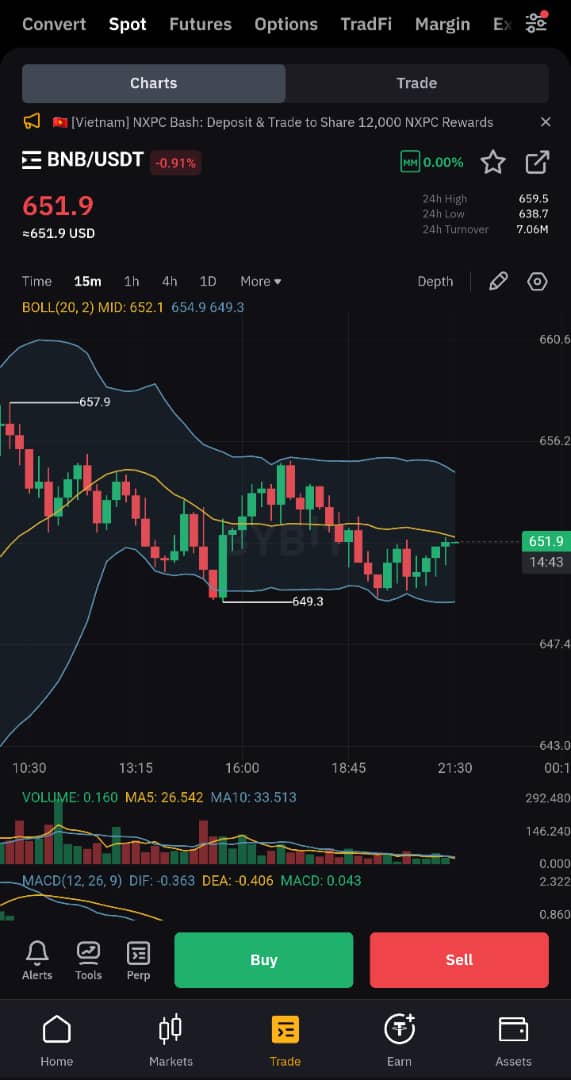 Convert Spot Futures Options TradFi Margin Ex
Charts Trade
[Vietnam] NXPC Bash: Deposit & Trade to Share 12,000 NXPC Rewards
BNB/USDT -0.91% MM 0.00%
651.9
≈651.9 USD
24h High 659.5
24h Low 638.7
24h Turnover 7.06M
Time 15m 1h 4h 1D More Depth
BOLL(20, 2) MID: 652.1 654.9 649.3
660.6
657.9
656.2
BYBIT
651.9
14:43
649.3
647.4
643.0
10:30 13:15 16:00 18:45 21:30 00:1
VOLUME: 0.160 MA5: 26.542 MA10: 33.513
292.480
146.240
0.000
MACD(12, 26, 9) DIF: -0.363 DEA: -0.406 MACD: 0.043
2.322
0.860
Alerts Tools Perp Buy Sell
Home Markets Trade Earn Assets